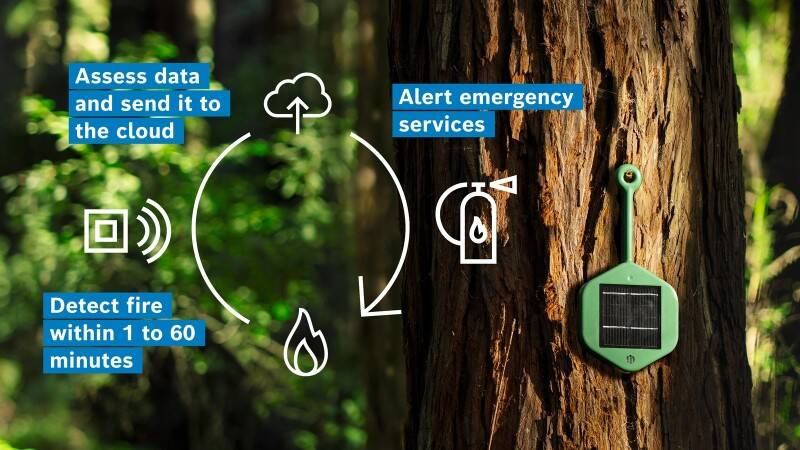 Assess data
and send it to
the cloud
Alert emergency
services
Detect fire
within 1 to 60
minutes